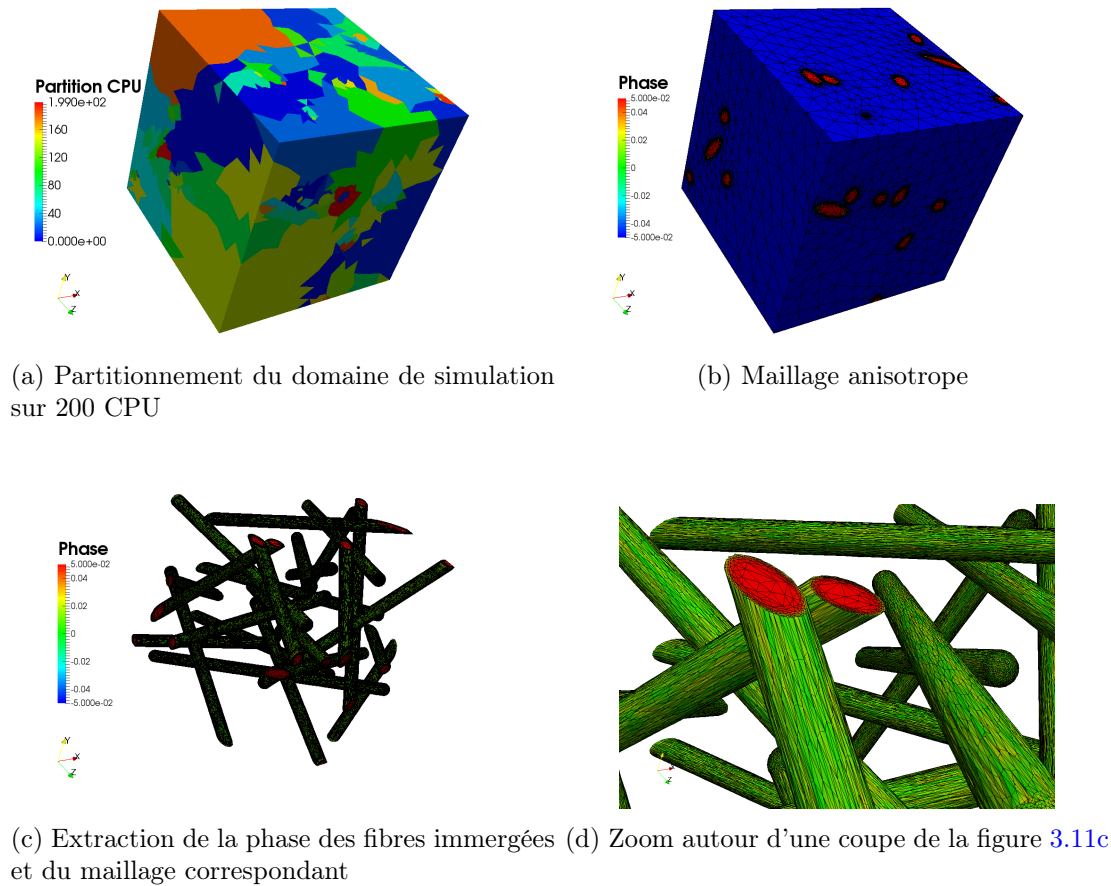 Partition CPU
1.990e+02
160
120
80
40
0.000e+00
Y
X
Z
(a) Partitionnement du domaine de simulation
sur 200 CPU
Phase
5.000e-02
0.04
0.02
0
-0.02
-0.04
-5.000e-02
Y
X
Z
(b) Maillage anisotrope
Phase
5.000e-02
0.04
0.02
0
-0.02
-0.04
-5.000e-02
Y
X
Z
(c) Extraction de la phase des fibres immergées
et du maillage correspondant
(d) Zoom autour d'une coupe de la figure 3.11c